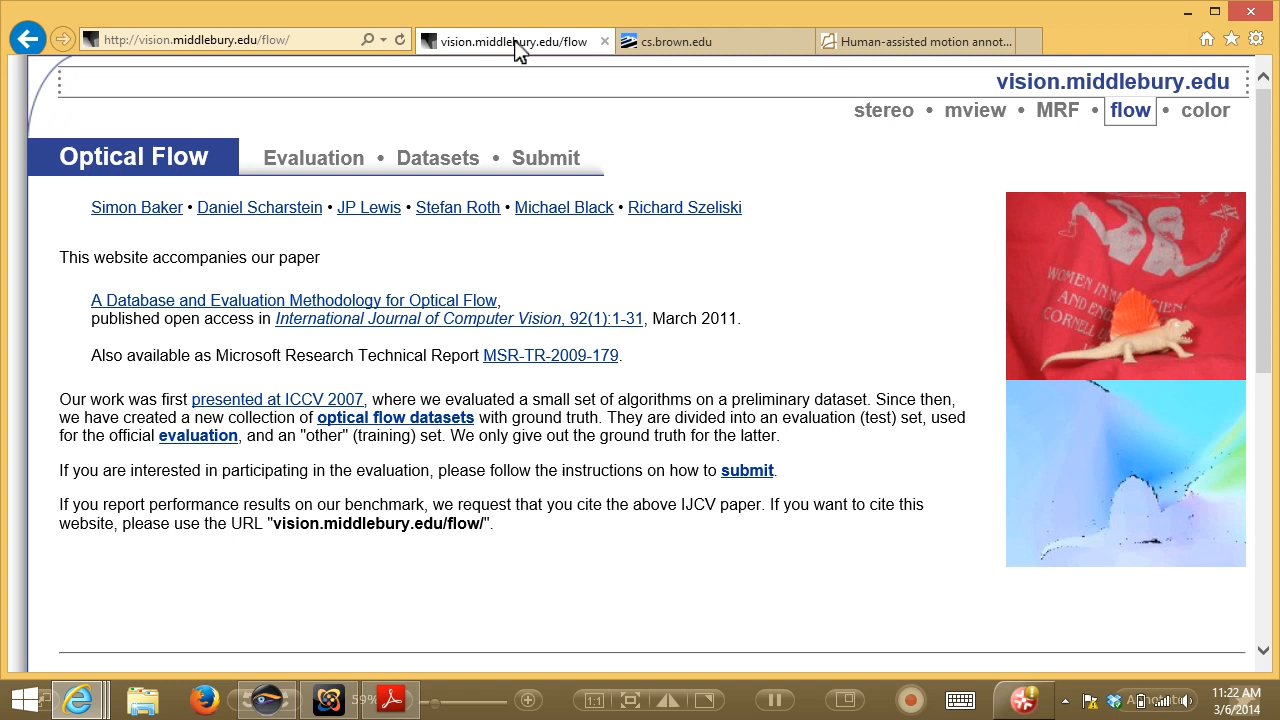 http://vision.middlebury.edu/flow/
vision.middlebury.edu/flow
cs.brown.edu
Human-assisted motion annot...
vision.middlebury.edu
stereo • mview • MRF • flow • color
Optical Flow
Evaluation • Datasets • Submit
Simon Baker • Daniel Scharstein • JP Lewis • Stefan Roth • Michael Black • Richard Szeliski
This website accompanies our paper
A Database and Evaluation Methodology for Optical Flow,
published open access in International Journal of Computer Vision, 92(1):1-31, March 2011.
Also available as Microsoft Research Technical Report MSR-TR-2009-179.
Our work was first presented at ICCV 2007, where we evaluated a small set of algorithms on a preliminary dataset. Since then,
we have created a new collection of optical flow datasets with ground truth. They are divided into an evaluation (test) set, used
for the official evaluation, and an "other" (training) set. We only give out the ground truth for the latter.
If you are interested in participating in the evaluation, please follow the instructions on how to submit.
If you report performance results on our benchmark, we request that you cite the above IJCV paper. If you want to cite this
website, please use the URL "vision.middlebury.edu/flow/".
WOMEN IN
AND EN
CORNELL
59%
1:1
Annotate
11:22 AM
3/6/2014